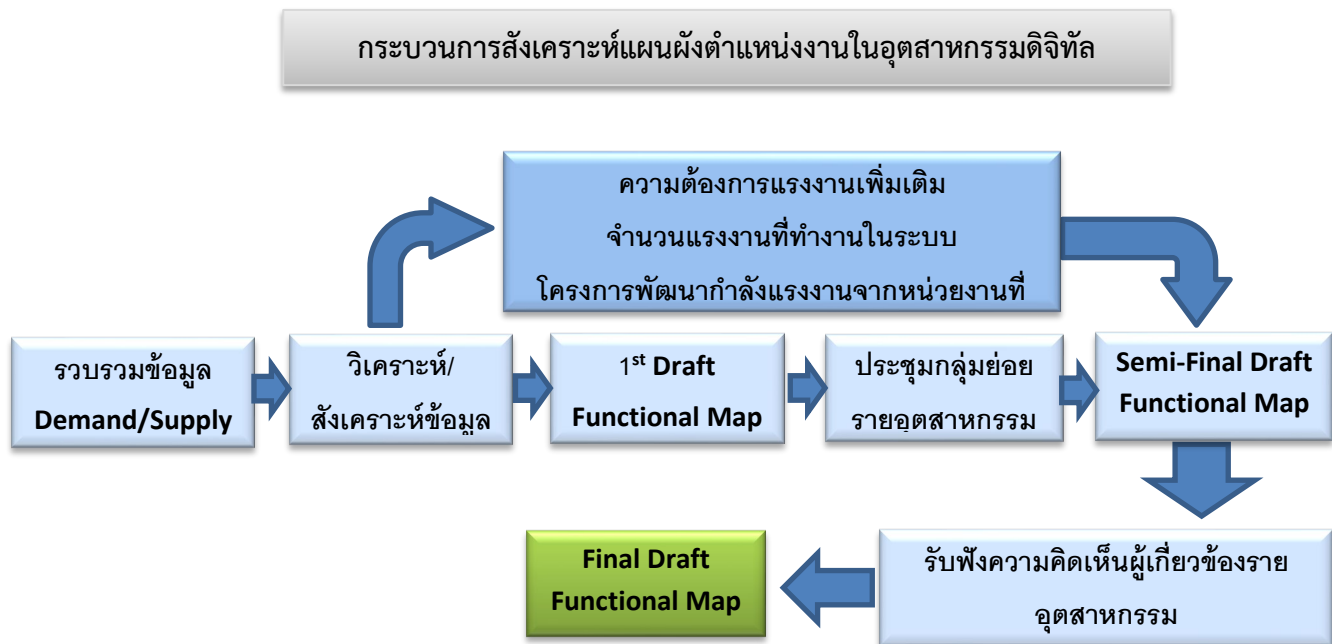 กระบวนการสังเคราะห์แผนผังตำแหน่งงานในอุตสาหกรรมดิจิทัล
ความต้องการแรงงานเพิ่มเติม
จำนวนแรงงานที่ทำงานในระบบ
โครงการพัฒนากำลังแรงงานจากหน่วยงานที่
รวบรวมข้อมูล
Demand/Supply
วิเคราะห์/
สังเคราะห์ข้อมูล
1st Draft
Functional Map
ประชุมกลุ่มย่อย
รายอุตสาหกรรม
Semi-Final Draft
Functional Map
รับฟังความคิดเห็นผู้เกี่ยวข้องราย
อุตสาหกรรม
Final Draft
Functional Map